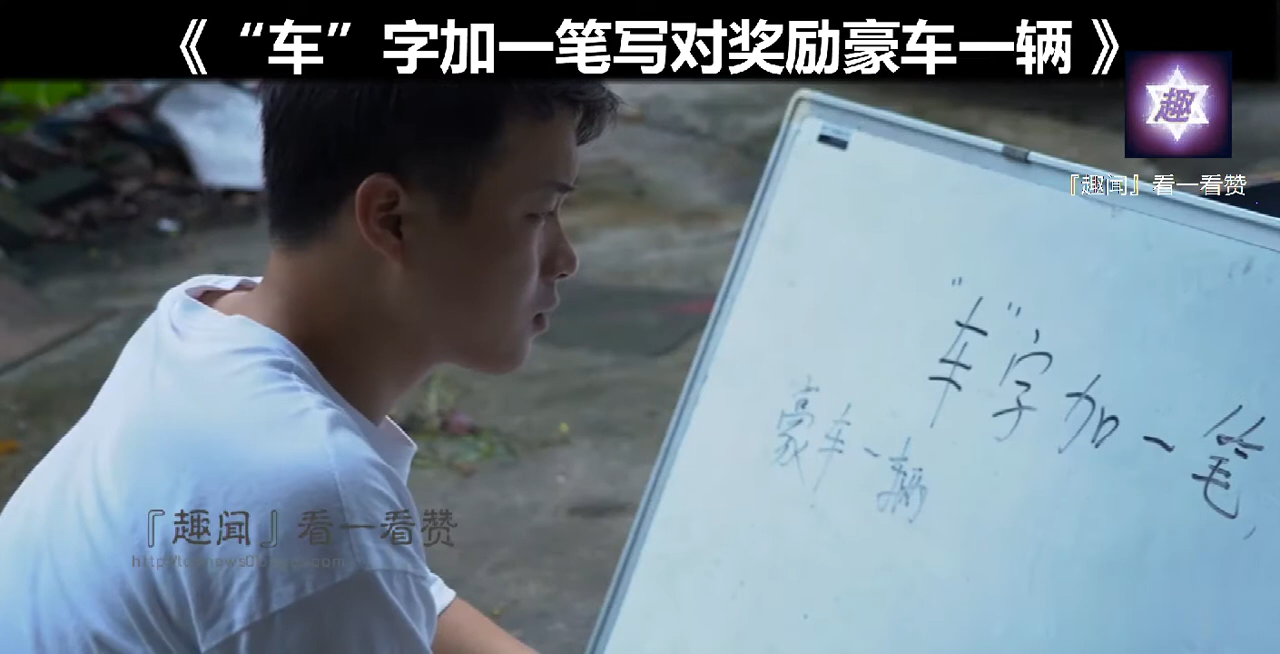 《“车”字加一笔写对奖励豪车一辆》
趣
『趣闻』看一看赞
“车”字加一笔,
豪车一辆
『趣闻』看一看赞